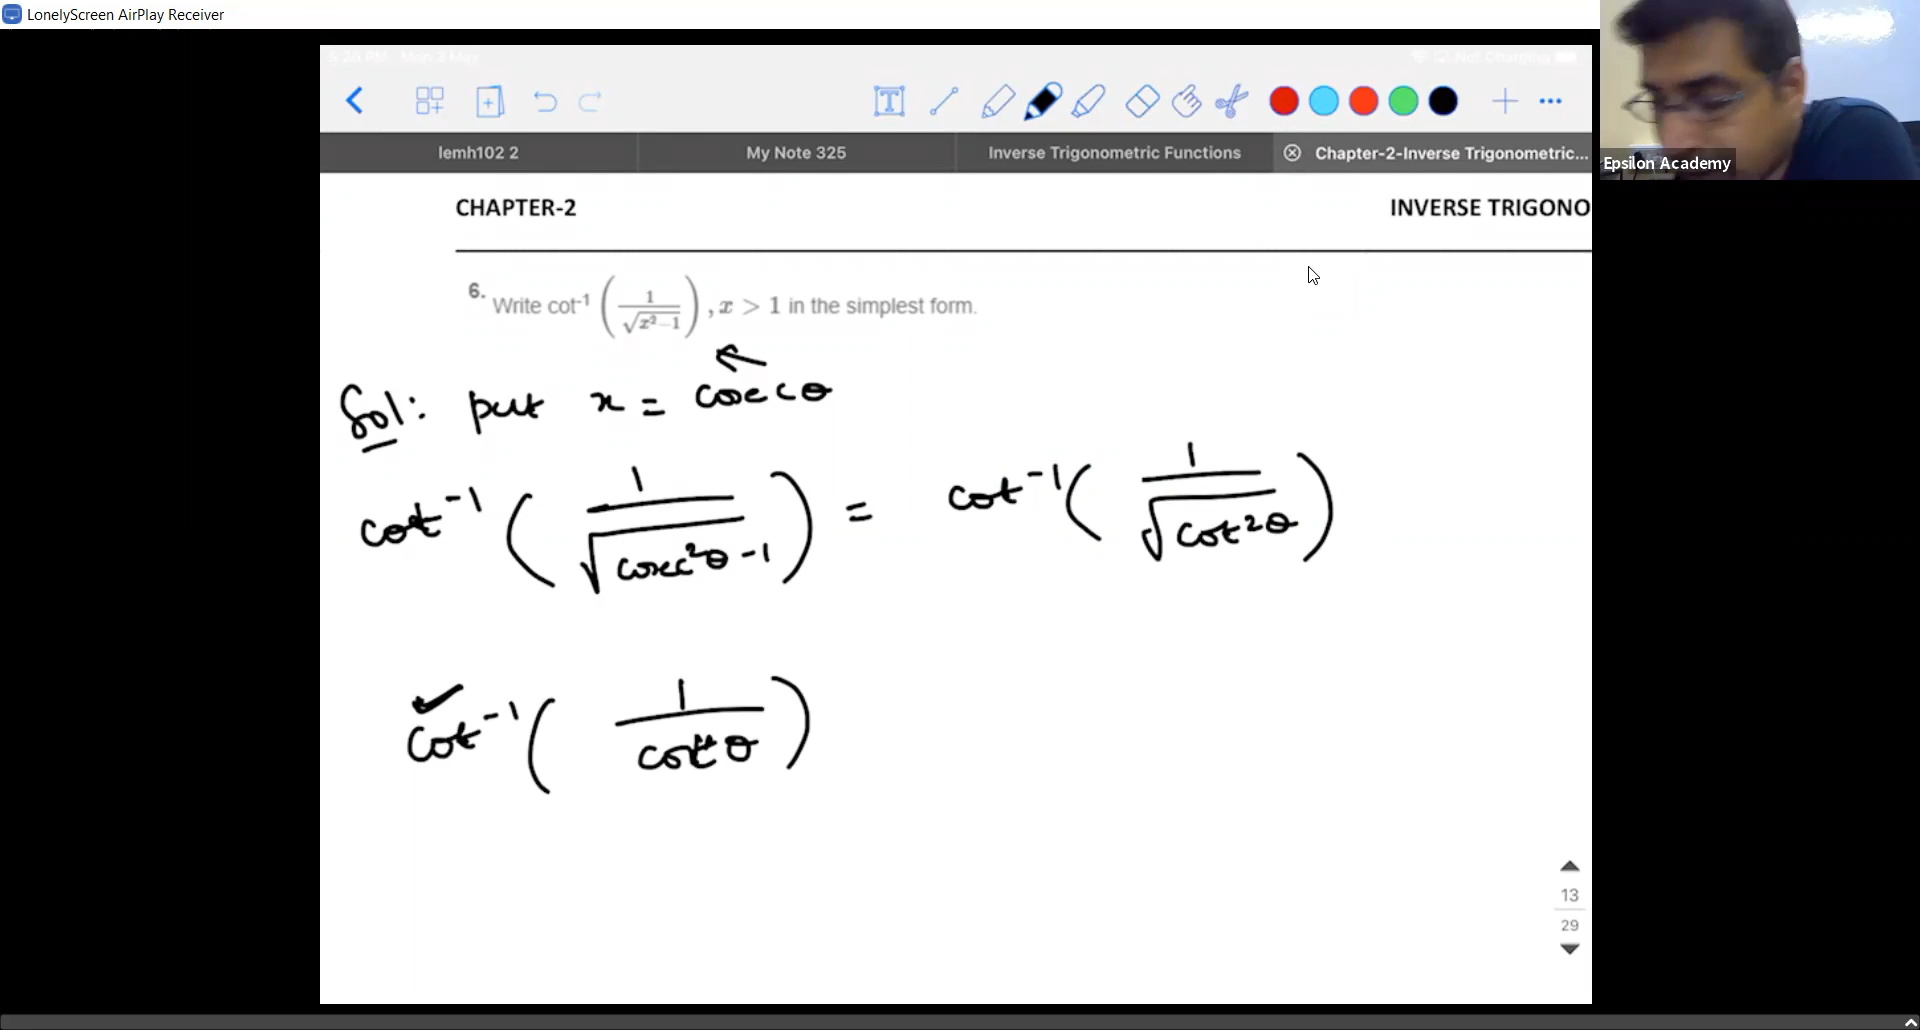 LonelyScreen AirPlay Receiver
Epsilon Academy
lemh102 2
My Note 325
Inverse Trigonometric Functions
Chapter-2-Inverse Trigonometric...
CHAPTER-2
INVERSE TRIGONO
6. Write cot⁻¹ (1/√(x²−1)), x > 1 in the simplest form.
Sol: put x = cosec θ
cot⁻¹ (1/√(cosec²θ −1)) = cot⁻¹ (1/√(cot²θ))
cot⁻¹ (1/cot θ)
13
29